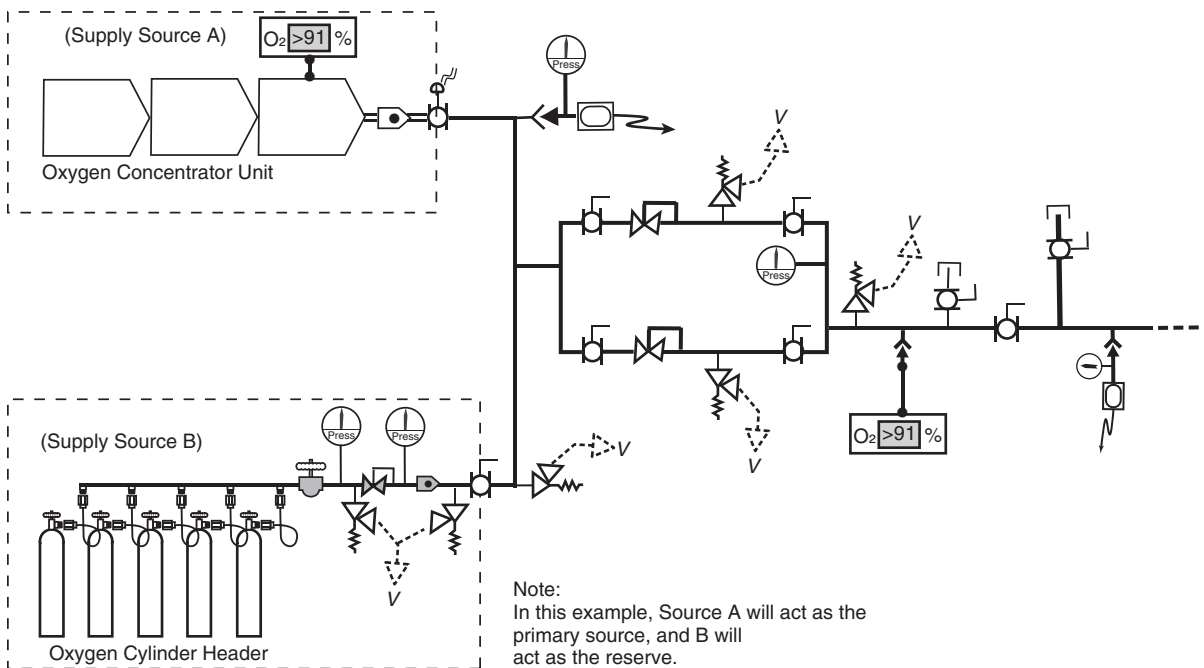 (Supply Source A)
O₂ >91 %
Oxygen Concentrator Unit
Press
V
V
Press
V
V
O₂ >91 %
(Supply Source B)
Press
Press
V
V
Oxygen Cylinder Header
Note:
In this example, Source A will act as the
primary source, and B will
act as the reserve.